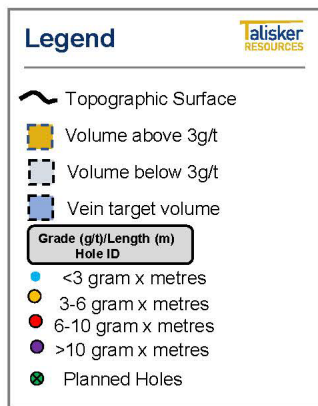 Legend
Talisker
RESOURCES
Topographic Surface
Volume above 3g/t
Volume below 3g/t
Vein target volume
Grade (g/t)/Length (m)
Hole ID
<3 gram x metres
3-6 gram x metres
6-10 gram x metres
>10 gram x metres
Planned Holes